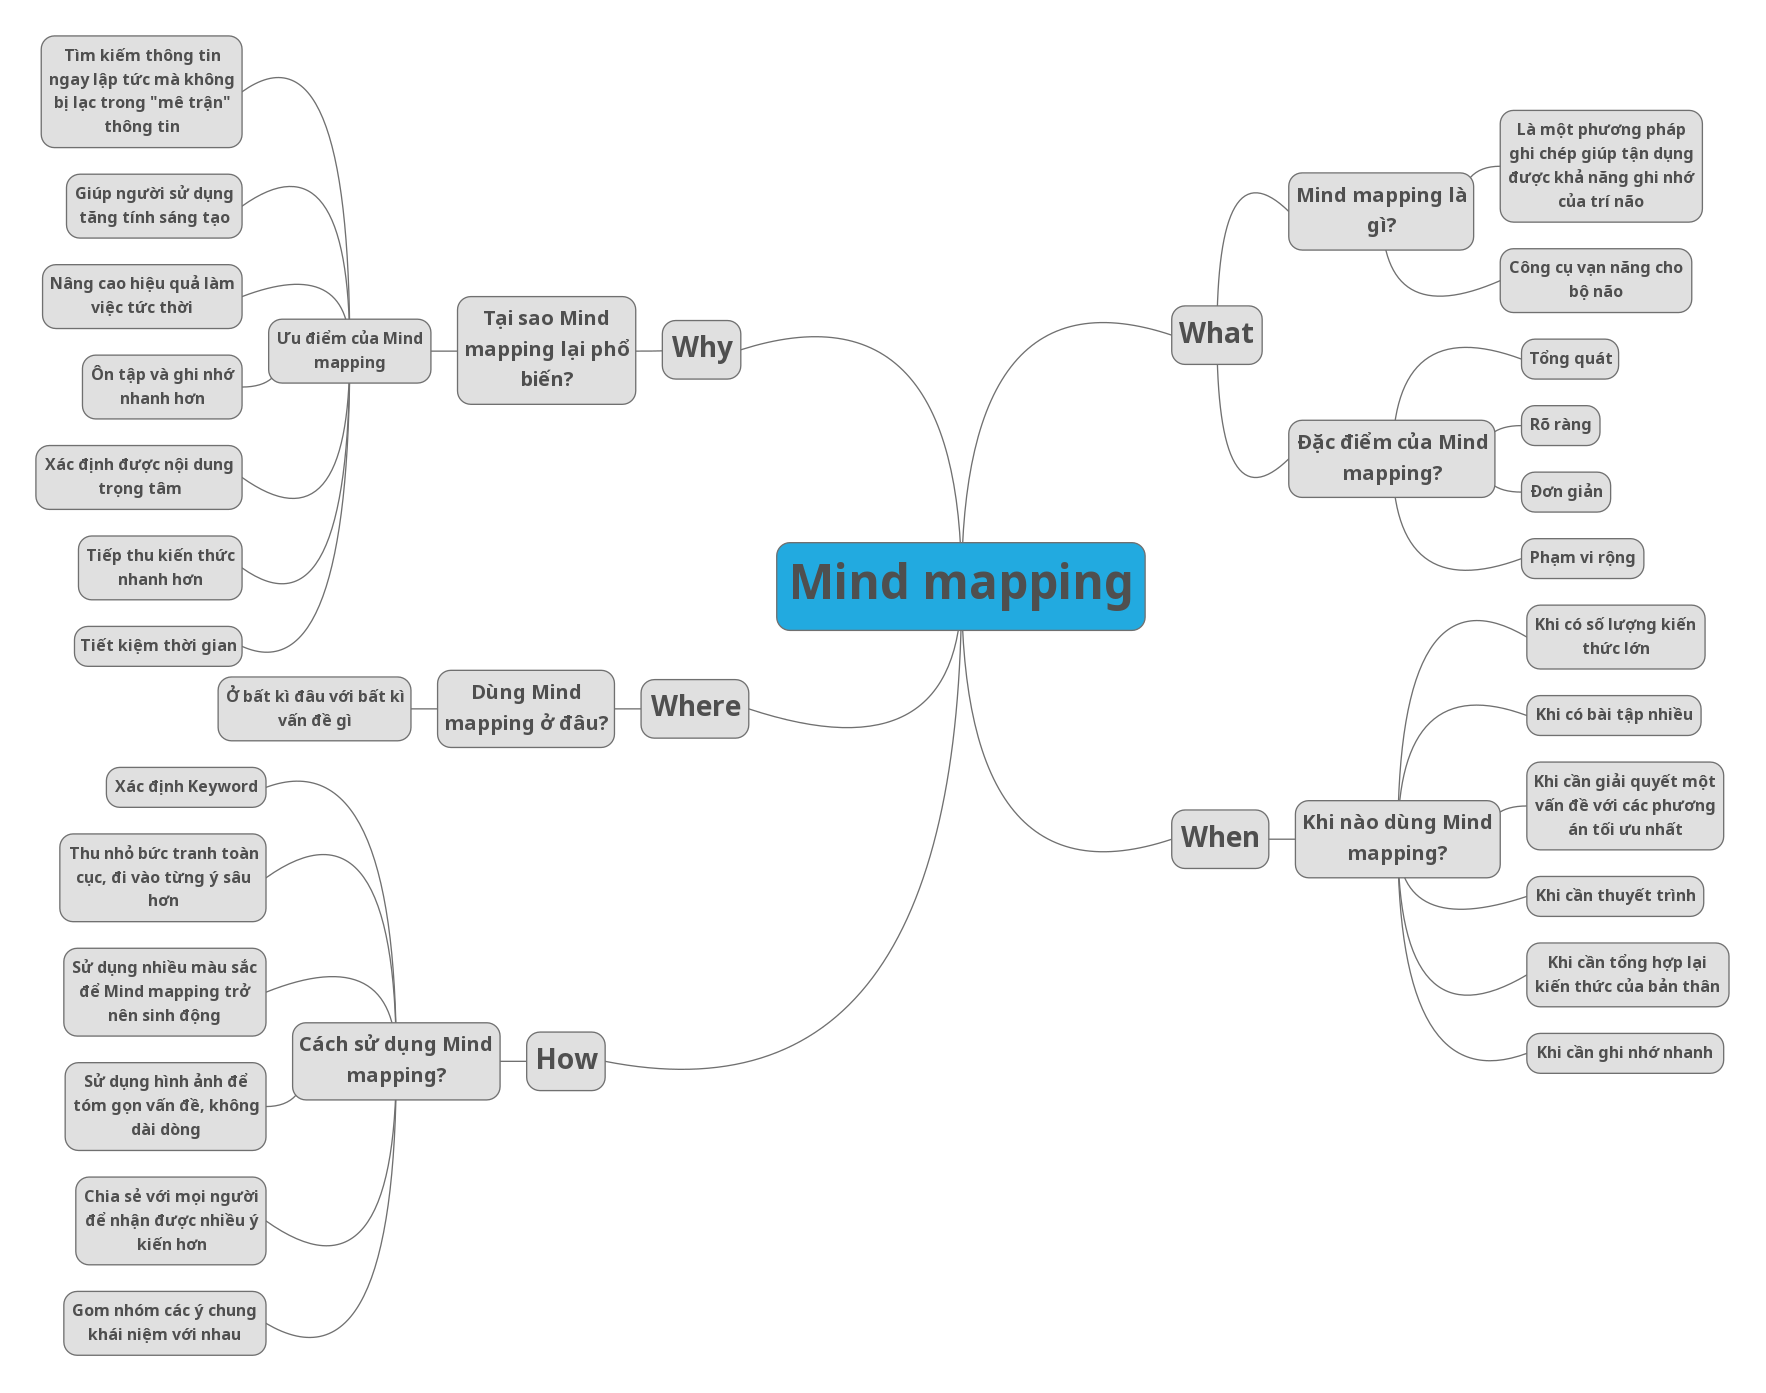 Mind mapping
What
Mind mapping là
gì?
Là một phương pháp
ghi chép giúp tận dụng
được khả năng ghi nhớ
của trí não
Công cụ vạn năng cho
bộ não
Đặc điểm của Mind
mapping?
Tổng quát
Rõ ràng
Đơn giản
Phạm vi rộng
When
Khi nào dùng Mind
mapping?
Khi có số lượng kiến
thức lớn
Khi có bài tập nhiều
Khi cần giải quyết một
vấn đề với các phương
án tối ưu nhất
Khi cần thuyết trình
Khi cần tổng hợp lại
kiến thức của bản thân
Khi cần ghi nhớ nhanh
Why
Tại sao Mind
mapping lại phổ
biến?
Ưu điểm của Mind
mapping
Tìm kiếm thông tin
ngay lập tức mà không
bị lạc trong "mê trận"
thông tin
Giúp người sử dụng
tăng tính sáng tạo
Nâng cao hiệu quả làm
việc tức thời
Ôn tập và ghi nhớ
nhanh hơn
Xác định được nội dung
trọng tâm
Tiếp thu kiến thức
nhanh hơn
Tiết kiệm thời gian
Where
Dùng Mind
mapping ở đâu?
Ở bất kì đâu với bất kì
vấn đề gì
How
Cách sử dụng Mind
mapping?
Xác định Keyword
Thu nhỏ bức tranh toàn
cục, đi vào từng ý sâu
hơn
Sử dụng nhiều màu sắc
để Mind mapping trở
nên sinh động
Sử dụng hình ảnh để
tóm gọn vấn đề, không
dài dòng
Chia sẻ với mọi người
để nhận được nhiều ý
kiến hơn
Gom nhóm các ý chung
khái niệm với nhau